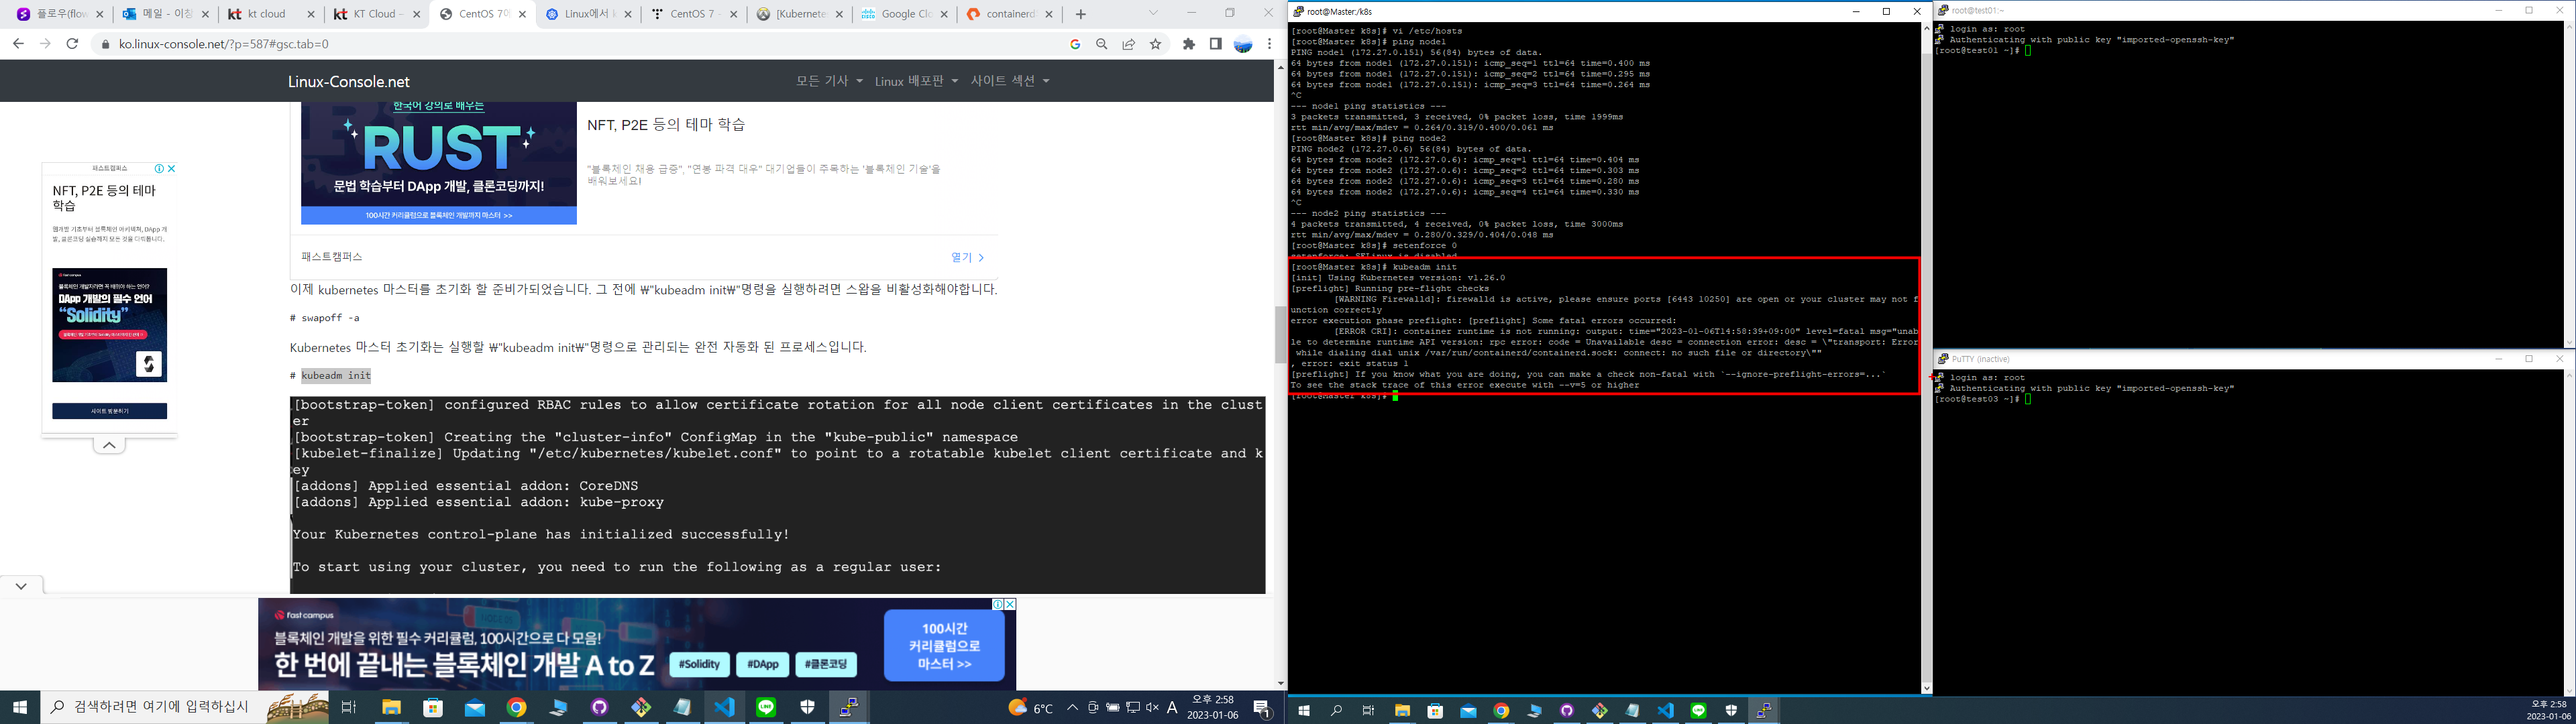 플로우(flow
메일 - 이창
kt cloud
KT Cloud –
CentOS 7에
Linux에서 k
CentOS 7 -
[Kubernete
Google Clo
containerd
ko.linux-console.net/?p=587#gsc.tab=0
Linux-Console.net
모든 기사
Linux 배포판
사이트 섹션
한국어 강의로 배우는
RUST
문법 학습부터 DApp 개발, 클론코딩까지!
100시간 커리큘럼으로 블록체인 개발까지 마스터 >>
NFT, P2E 등의 테마 학습
"블록체인 채용 급증", "연봉 파격 대우" 대기업들이 주목하는 '블록체인 기술'을
배워보세요!
패스트캠퍼스
열기
패스트캠퍼스
NFT, P2E 등의 테마
학습
fast campus
DApp 개발의 필수 언어
"Solidity"
사이트 방문하기
이제 kubernetes 마스터를 초기화 할 준비가되었습니다. 그 전에 ₩"kubeadm init₩"명령을 실행하려면 스왑을 비활성화해야합니다.
# swapoff -a
Kubernetes 마스터 초기화는 실행할 ₩"kubeadm init₩"명령으로 관리되는 완전 자동화 된 프로세스입니다.
# kubeadm init
[bootstrap-token] configured RBAC rules to allow certificate rotation for all node client certificates in the clust
er
[bootstrap-token] Creating the "cluster-info" ConfigMap in the "kube-public" namespace
[kubelet-finalize] Updating "/etc/kubernetes/kubelet.conf" to point to a rotatable kubelet client certificate and k
ey
[addons] Applied essential addon: CoreDNS
[addons] Applied essential addon: kube-proxy
Your Kubernetes control-plane has initialized successfully!
To start using your cluster, you need to run the following as a regular user:
fast campus
블록체인 개발을 위한 필수 커리큘럼, 100시간으로 다 모음!
한 번에 끝내는 블록체인 개발 A to Z
#Solidity
#DApp
#클론코딩
100시간
커리큘럼으로
마스터 >>
검색하려면 여기에 입력하십시
6°C
A
오후 2:58
2023-01-06
1
root@Master:/k8s
[root@Master k8s]# vi /etc/hosts
[root@Master k8s]# ping node1
PING node1 (172.27.0.151) 56(84) bytes of data.
64 bytes from node1 (172.27.0.151): icmp_seq=1 ttl=64 time=0.400 ms
64 bytes from node1 (172.27.0.151): icmp_seq=2 ttl=64 time=0.295 ms
64 bytes from node1 (172.27.0.151): icmp_seq=3 ttl=64 time=0.264 ms
^C
--- node1 ping statistics ---
3 packets transmitted, 3 received, 0% packet loss, time 1999ms
rtt min/avg/max/mdev = 0.264/0.319/0.400/0.061 ms
[root@Master k8s]# ping node2
PING node2 (172.27.0.6) 56(84) bytes of data.
64 bytes from node2 (172.27.0.6): icmp_seq=1 ttl=64 time=0.404 ms
64 bytes from node2 (172.27.0.6): icmp_seq=2 ttl=64 time=0.303 ms
64 bytes from node2 (172.27.0.6): icmp_seq=3 ttl=64 time=0.280 ms
64 bytes from node2 (172.27.0.6): icmp_seq=4 ttl=64 time=0.330 ms
^C
--- node2 ping statistics ---
4 packets transmitted, 4 received, 0% packet loss, time 3000ms
rtt min/avg/max/mdev = 0.280/0.329/0.404/0.048 ms
[root@Master k8s]# setenforce 0
setenforce: SELinux is disabled
[root@Master k8s]# kubeadm init
[init] Using Kubernetes version: v1.26.0
[preflight] Running pre-flight checks
[WARNING Firewalld]: firewalld is active, please ensure ports [6443 10250] are open or your cluster may not f
unction correctly
error execution phase preflight: [preflight] Some fatal errors occurred:
[ERROR CRI]: container runtime is not running: output: time="2023-01-06T14:58:39+09:00" level=fatal msg="unab
le to determine runtime API version: rpc error: code = Unavailable desc = connection error: desc = \"transport: Error
while dialing dial unix /var/run/containerd/containerd.sock: connect: no such file or directory\""
, error: exit status 1
[preflight] If you know what you are doing, you can make a check non-fatal with `--ignore-preflight-errors=...`
To see the stack trace of this error execute with --v=5 or higher
[root@Master k8s]#
root@test01:~
login as: root
Authenticating with public key "imported-openssh-key"
[root@test01 ~]#
PuTTY (inactive)
login as: root
Authenticating with public key "imported-openssh-key"
[root@test03 ~]#
오후 2:58
2023-01-06